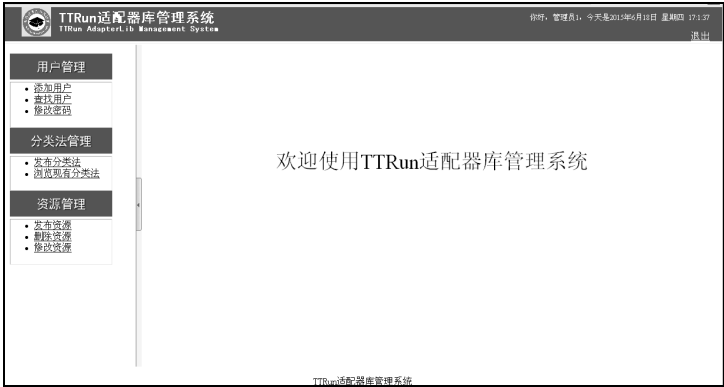 TTRun适配器库管理系统
TTRun AdapterLib Management System
你好，管理员1，今天是2015年6月18日 星期四 17:1:37
退出
用户管理
添加用户
查找用户
修改密码
分类法管理
发布分类法
浏览现有分类法
资源管理
发布资源
删除资源
修改资源
欢迎使用TTRun适配器库管理系统
TTRun适配器库管理系统